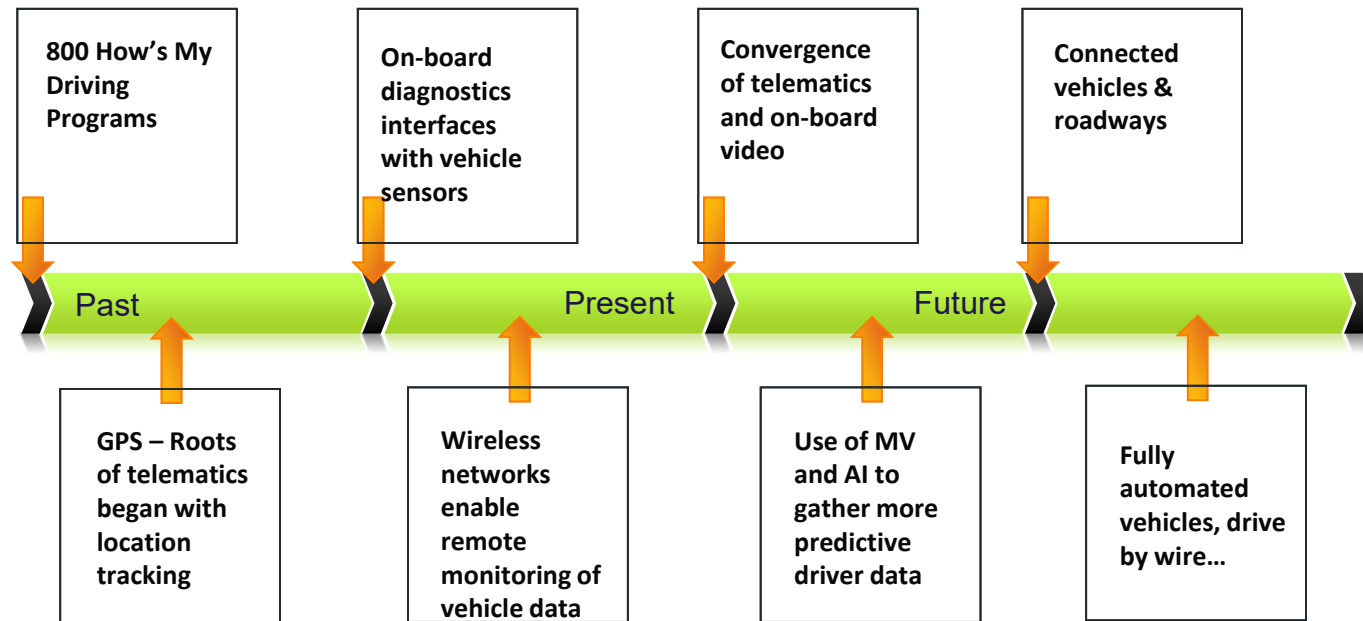 800 How’s My
Driving
Programs
On-board
diagnostics
interfaces
with vehicle
sensors
Convergence
of telematics
and on-board
video
Connected
vehicles &
roadways
Past
Present
Future
GPS – Roots
of telematics
began with
location
tracking
Wireless
networks
enable
remote
monitoring of
vehicle data
Use of MV
and AI to
gather more
predictive
driver data
Fully
automated
vehicles, drive
by wire…